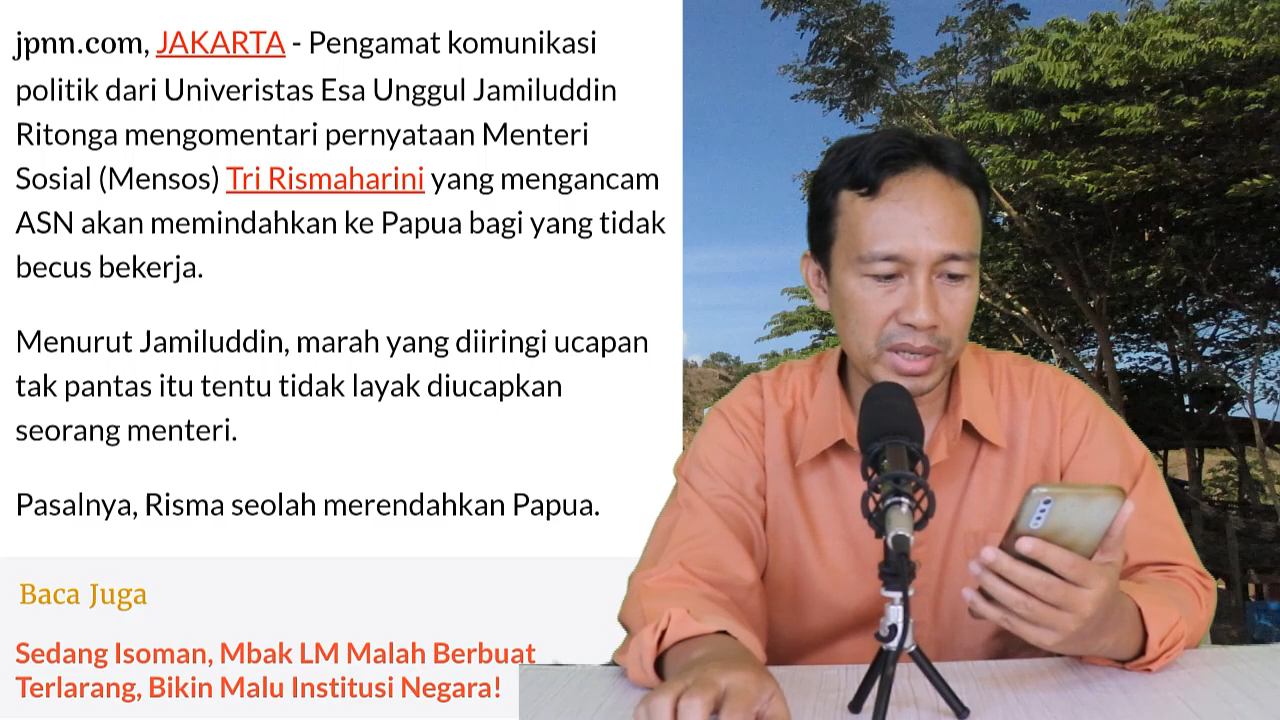 jpnn.com, JAKARTA - Pengamat komunikasi
politik dari Univeristas Esa Unggul Jamiluddin
Ritonga mengomentari pernyataan Menteri
Sosial (Mensos) Tri Rismaharini yang mengancam
ASN akan memindahkan ke Papua bagi yang tidak
becus bekerja.
Menurut Jamiluddin, marah yang diiringi ucapan
tak pantas itu tentu tidak layak diucapkan
seorang menteri.
Pasalnya, Risma seolah merendahkan Papua.
Baca Juga
Sedang Isoman, Mbak LM Malah Berbuat
Terlarang, Bikin Malu Institusi Negara!